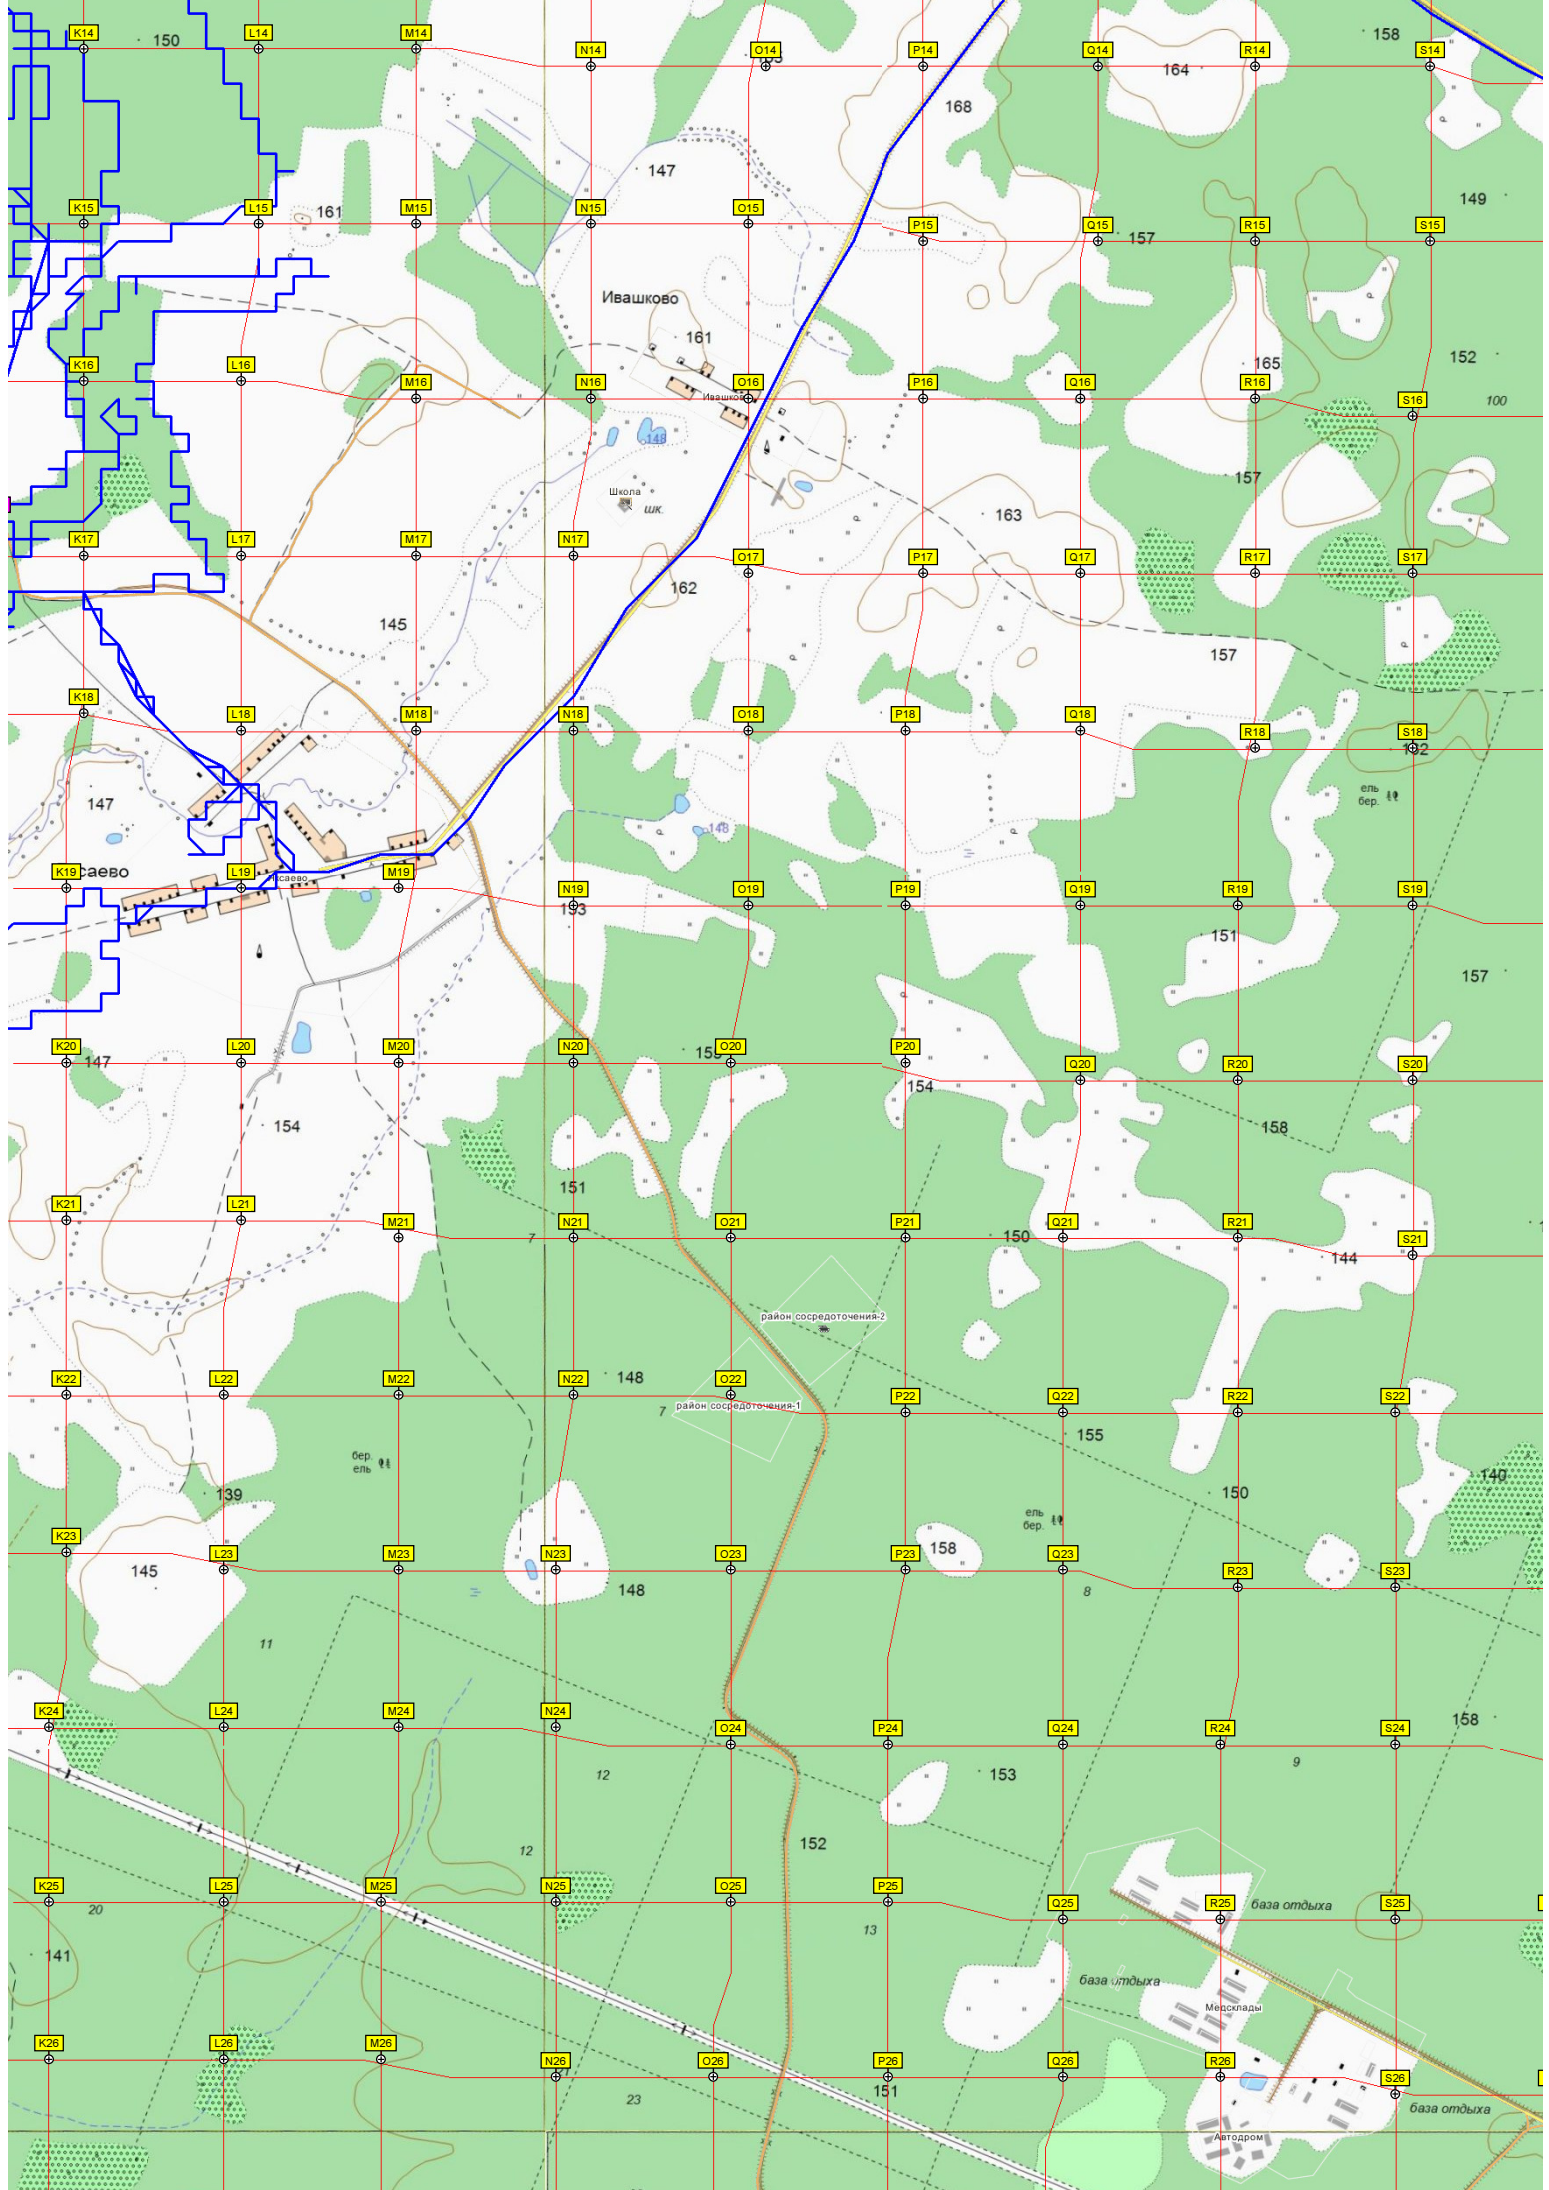 K14
150
L14
M14
N14
O14
P14
Q14
164
R14
158
S14
168
147
149
K15
L15
161
M15
N15
O15
P15
Q15
157
R15
S15
Ивашково
161
165
152
K16
L16
M16
N16
O16
P16
Q16
R16
S16
100
148
157
Школа
шк.
163
K17
L17
M17
N17
O17
P17
Q17
R17
S17
162
145
157
K18
L18
M18
N18
O18
P18
Q18
R18
S18
ель
бер.
147
148
K19
саево
L19
M19
N19
O19
P19
Q19
R19
S19
193
151
157
K20
147
L20
M20
N20
O20
P20
Q20
R20
S20
154
154
158
151
K21
L21
M21
7
N21
O21
P21
150
Q21
R21
144
S21
район сосредоточения-2
K22
L22
M22
N22
148
O22
P22
Q22
R22
S22
7
район сосредоточения-1
155
бер.
ель
140
139
150
ель
бер.
K23
145
L23
M23
N23
148
O23
P23
158
Q23
8
R23
S23
11
K24
L24
M24
N24
O24
P24
Q24
R24
S24
158
12
153
9
152
12
K25
L25
M25
N25
O25
P25
Q25
R25
база отдыха
S25
20
13
141
база отдыха
Медсклады
K26
L26
M26
N26
O26
P26
Q26
R26
S26
151
23
база отдыха
Автодром